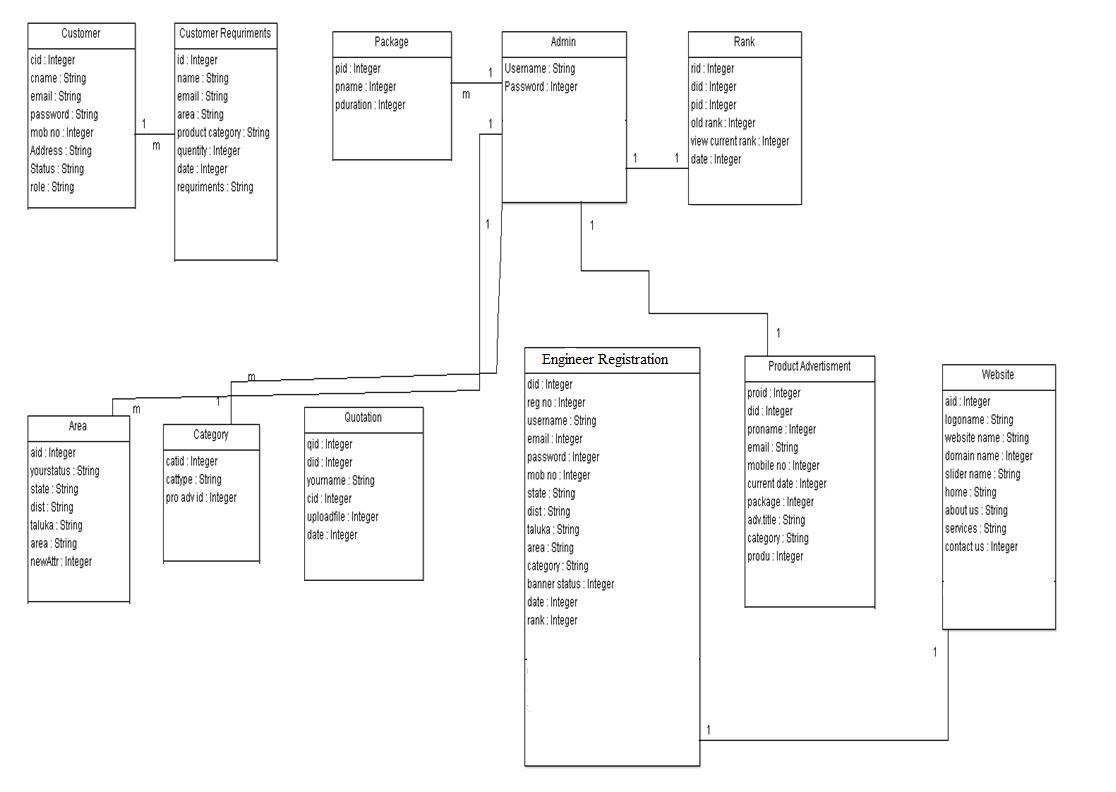 Customer
cid : Integer
cname : String
email : String
password : String
mob no : Integer
Address : String
Status : String
role : String
1
m
Customer Requriments
id : Integer
name : String
email : String
area : String
product category : String
quentity : Integer
date : Integer
requriments : String
Package
pid : Integer
pname : Integer
pduration : Integer
1
m
Admin
Username : String
Password : Integer
1
1
1
1
1
Rank
rid : Integer
did : Integer
pid : Integer
old rank : Integer
view current rank : Integer
date : Integer
m
m
1
Area
aid : Integer
yourstatus : String
state : String
dist : String
taluka : String
area : String
newAttr : Integer
Category
catid : Integer
cattype : String
pro adv id : Integer
Quotation
qid : Integer
did : Integer
yourname : String
cid : Integer
uploadfile : Integer
date : Integer
Engineer Registration
did : Integer
reg no : Integer
username : String
email : Integer
password : Integer
mob no : Integer
state : String
dist : String
taluka : String
area : String
category : String
banner status : Integer
date : Integer
rank : Integer
1
Product Advertisment
proid : Integer
did : Integer
proname : Integer
email : String
mobile no : Integer
current date : Integer
package : Integer
adv.title : String
category : String
produ : Integer
Website
aid : Integer
logoname : String
website name : String
domain name : Integer
slider name : String
home : String
about us : String
services : String
contact us : Integer
1
1